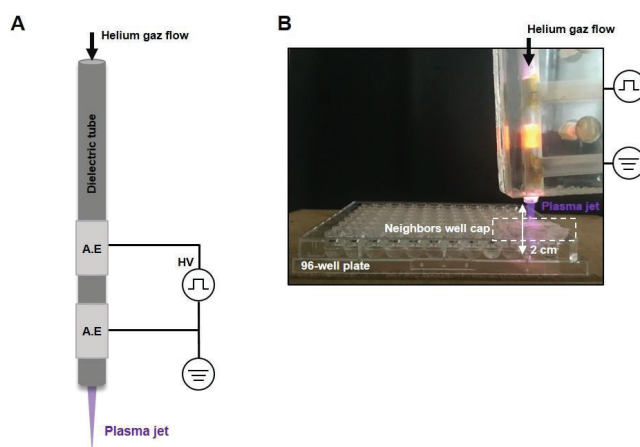 A
Helium gaz flow
Dielectric tube
A.E
HV
A.E
Plasma jet
B
Helium gaz flow
Plasma jet
Neighbors well cap
2 cm
96-well plate